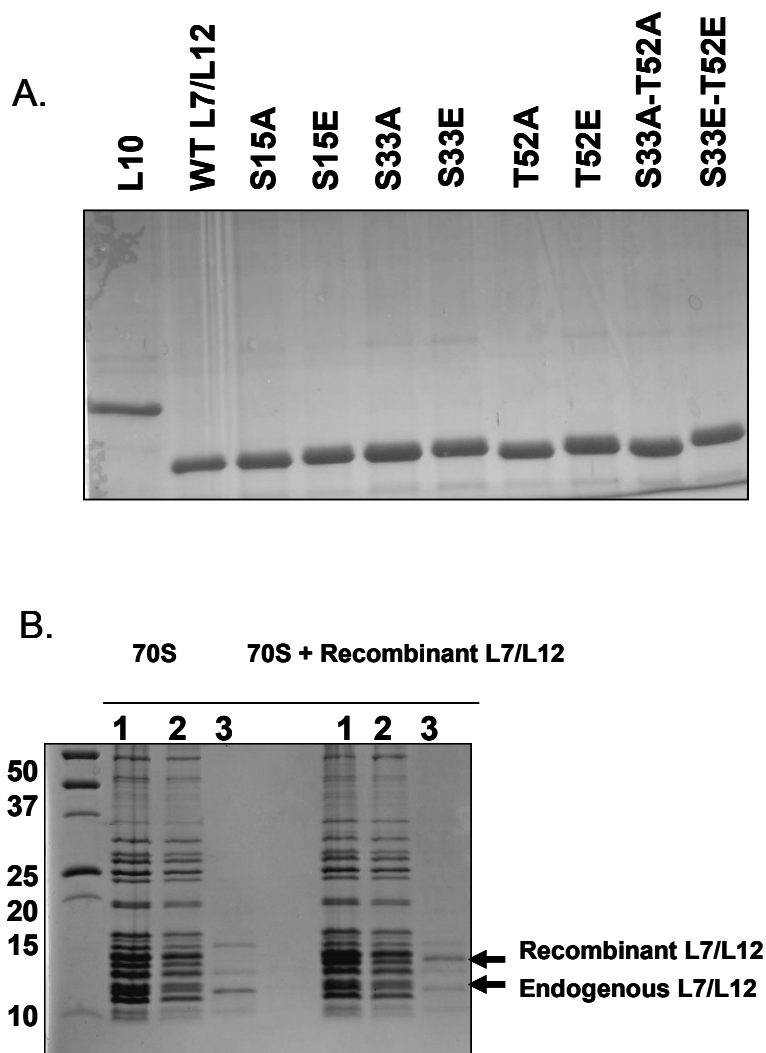 A.
L10
WT L7/L12
S15A
S15E
S33A
S33E
T52A
T52E
S33A-T52A
S33E-T52E
B.
70S
70S + Recombinant L7/L12
1 2 3 1 2 3
50
37
25
20
15
10
Recombinant L7/L12
Endogenous L7/L12